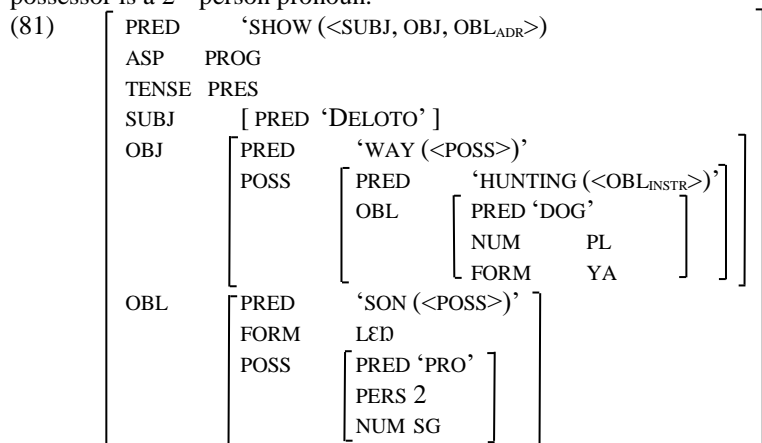 possessor is a 2nd person pronoun.
(81) PRED ‘SHOW (<SUBJ, OBJ, OBL_ADR>)
ASP PROG
TENSE PRES
SUBJ [ PRED ‘DELOTO’ ]
OBJ PRED ‘WAY (<POSS>)’
POSS PRED ‘HUNTING (<OBL_INSTR>)’
OBL PRED ‘DOG’
NUM PL
FORM YA
OBL PRED ‘SON (<POSS>)’
FORM LƐŊ
POSS PRED ‘PRO’
PERS 2
NUM SG